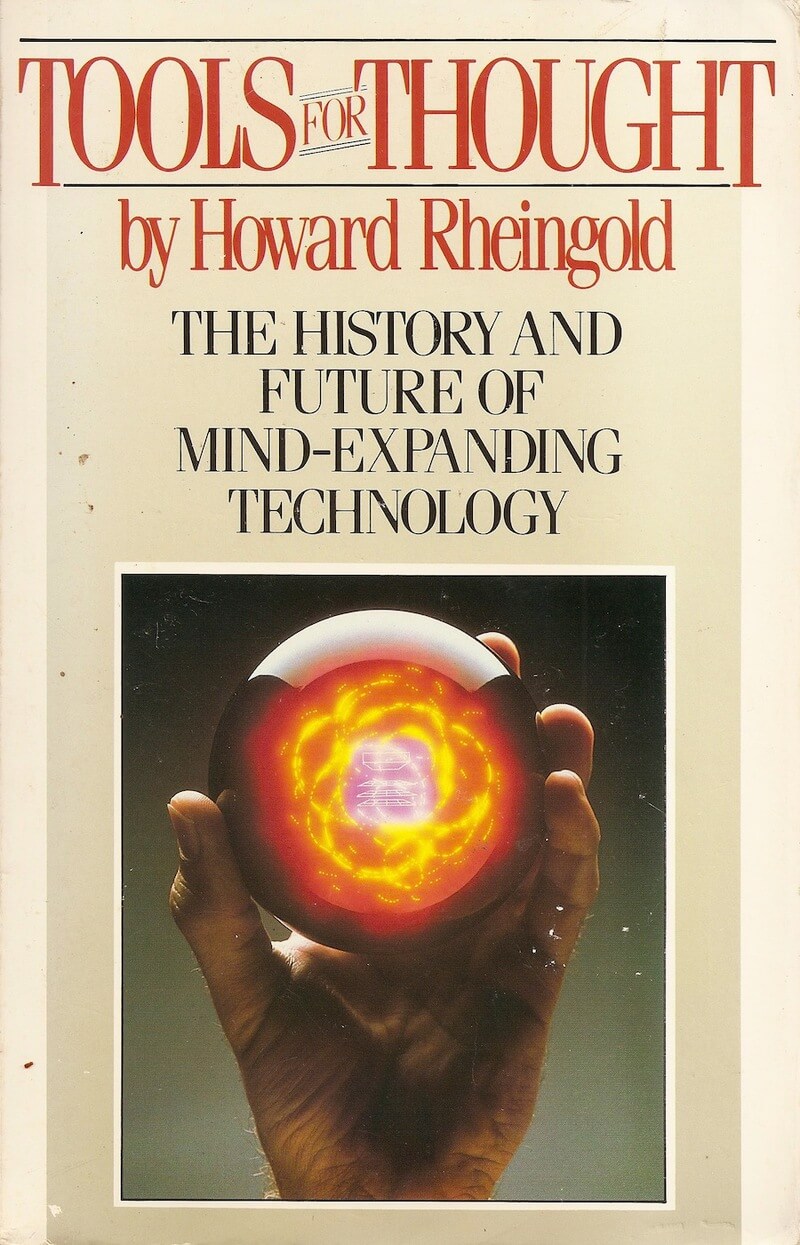 TOOLS FOR THOUGHT
by Howard Rheingold
THE HISTORY AND
FUTURE OF
MIND-EXPANDING
TECHNOLOGY